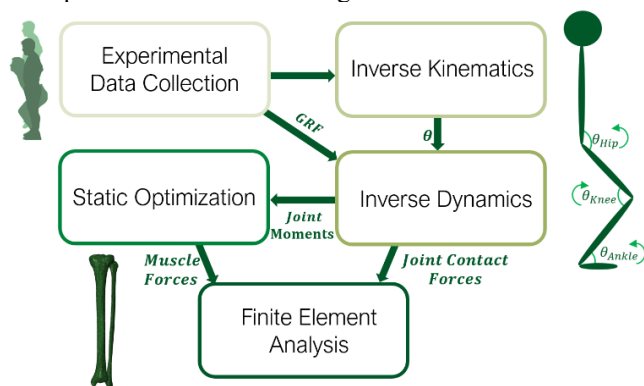 Experimental
Data Collection
Inverse Kinematics
GRF
θ
θHip
Static Optimization
Inverse Dynamics
θKnee
Joint
Moments
Muscle
Forces
Joint Contact
Forces
θAnkle
Finite Element
Analysis